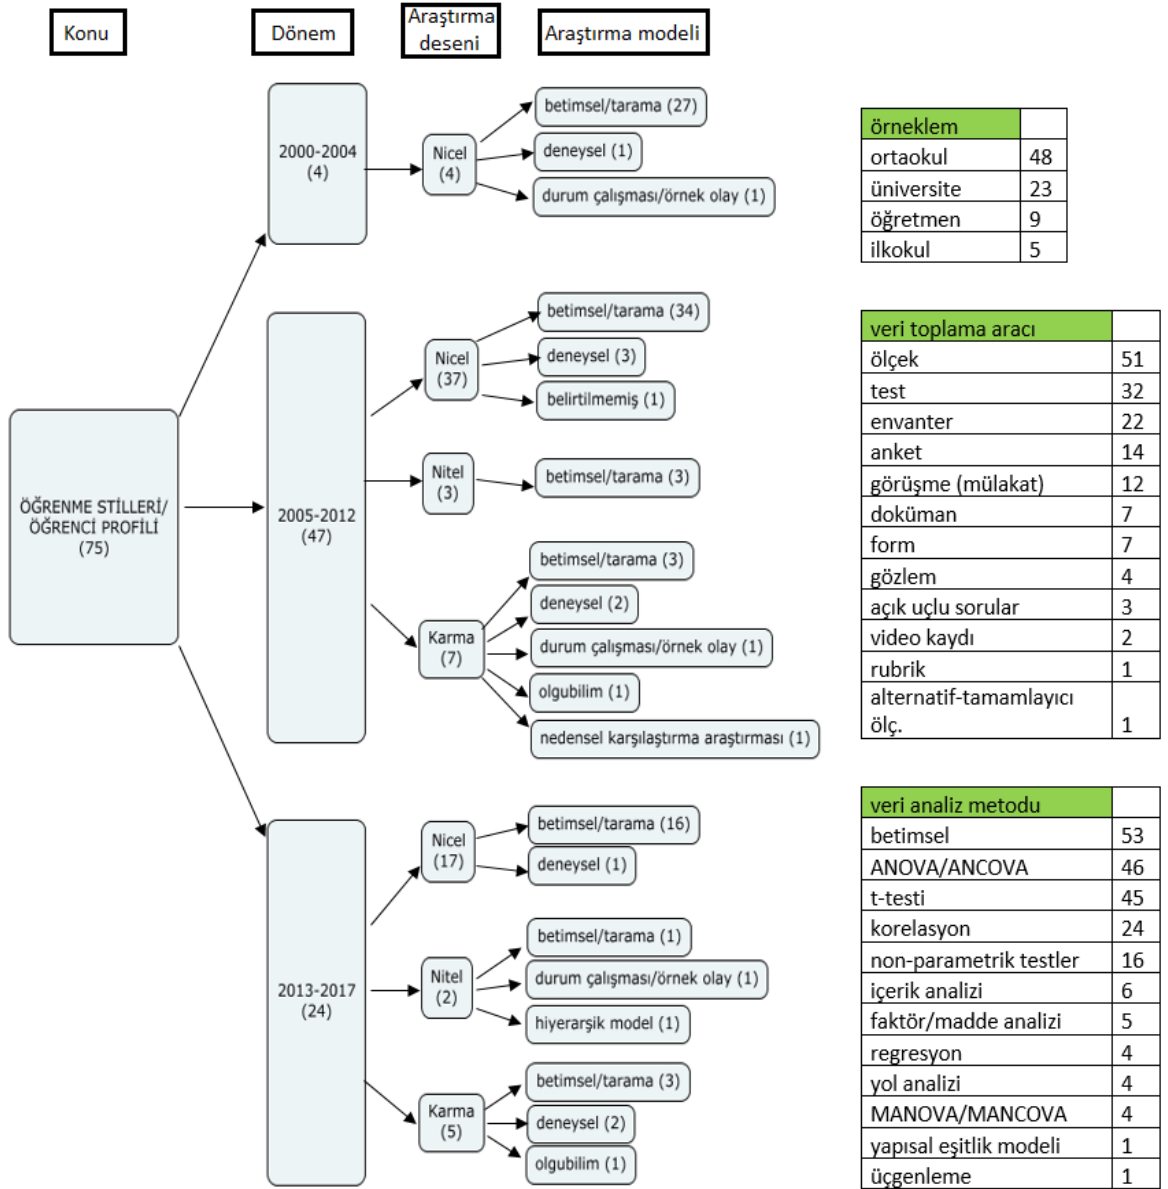 Konu
Dönem
Araştırma
deseni
Araştırma modeli
ÖĞRENME STİLLERİ/
ÖĞRENCİ PROFİLİ
(75)
2000-2004
(4)
Nicel
(4)
betimsel/tarama (27)
deneysel (1)
durum çalışması/örnek olay (1)
2005-2012
(47)
Nicel
(37)
betimsel/tarama (34)
deneysel (3)
belirtilmemiş (1)
Nitel
(3)
betimsel/tarama (3)
Karma
(7)
betimsel/tarama (3)
deneysel (2)
durum çalışması/örnek olay (1)
olgubilim (1)
nedensel karşılaştırma araştırması (1)
2013-2017
(24)
Nicel
(17)
betimsel/tarama (16)
deneysel (1)
Nitel
(2)
betimsel/tarama (1)
durum çalışması/örnek olay (1)
hiyerarşik model (1)
Karma
(5)
betimsel/tarama (3)
deneysel (2)
olgubilim (1)
örneklem
ortaokul 48
üniversite 23
öğretmen 9
ilkokul 5
veri toplama aracı
ölçek 51
test 32
envanter 22
anket 14
görüşme (mülakat) 12
doküman 7
form 7
gözlem 4
açık uçlu sorular 3
video kaydı 2
rubrik 1
alternatif-tamamlayıcı
ölç. 1
veri analiz metodu
betimsel 53
ANOVA/ANCOVA 46
t-testi 45
korelasyon 24
non-parametrik testler 16
içerik analizi 6
faktör/madde analizi 5
regresyon 4
yol analizi 4
MANOVA/MANCOVA 4
yapısal eşitlik modeli 1
üçgenleme 1